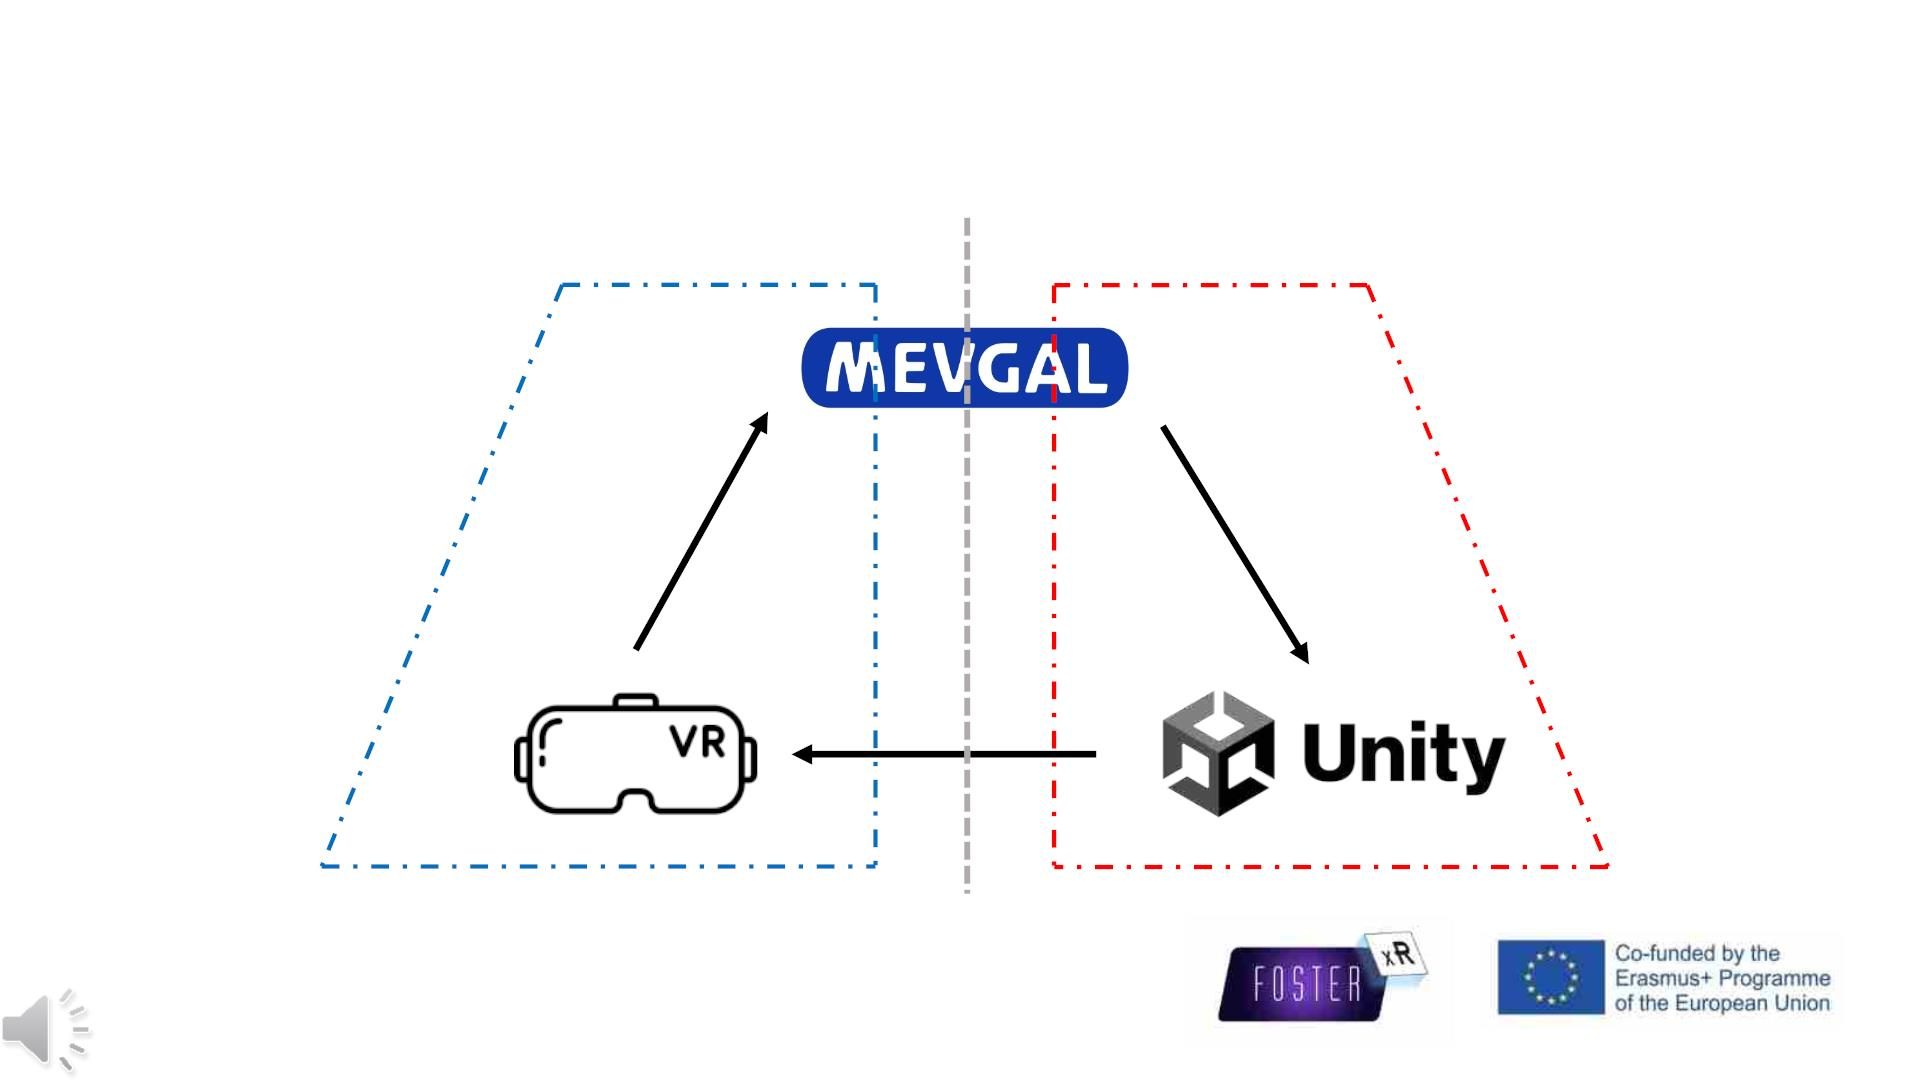 MEVGAL
VR
Unity
FOSTER
xR
Co-funded by the
Erasmus+ Programme
of the European Union